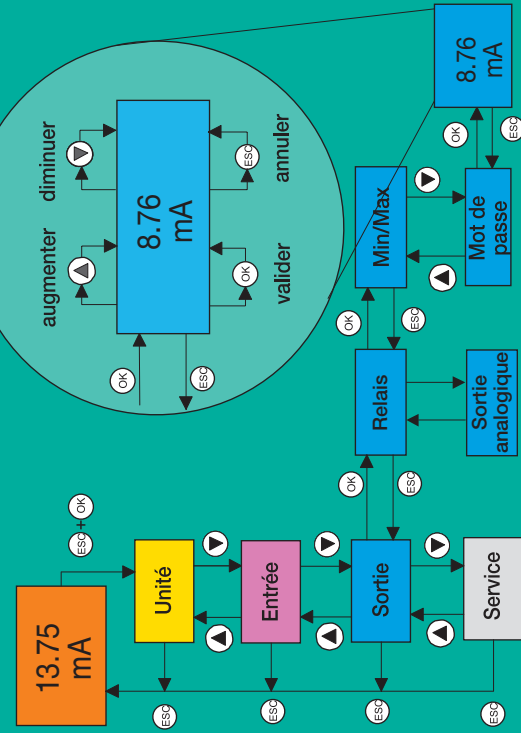 augmenter
diminuer
8.76
mA
OK
ESC
OK
valider
ESC
annuler
13.75
mA
ESC + OK
Unité
ESC
Entrée
ESC
Sortie
ESC
Service
ESC
OK
ESC
Relais
Sortie
analogique
OK
ESC
Min/Max
Mot de
passe
OK
ESC
8.76
mA